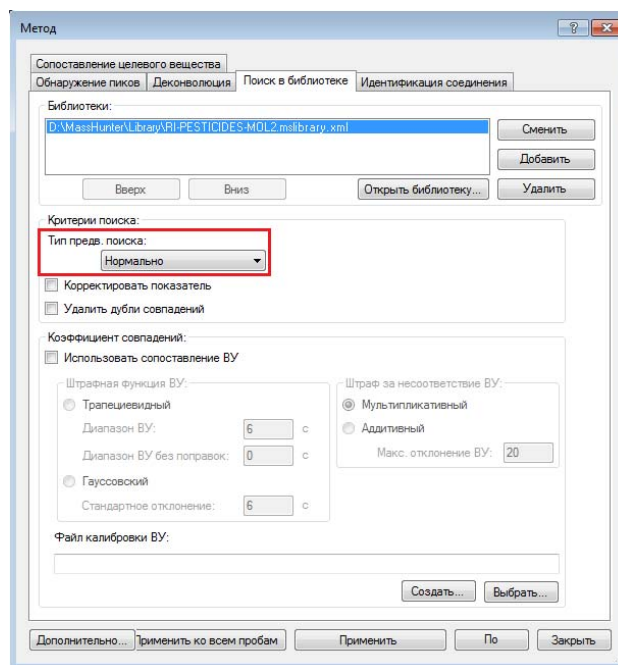 Метод
Сопоставление целевого вещества
Обнаружение пиков Деконволюция Поиск в библиотеке Идентификация соединения
Библиотеки:
D:\MassHunter\Library\RI-PESTICIDES-MOL2.mslibrary.xml
Сменить
Добавить
Вверх Вниз Открыть библиотеку... Удалить
Критерии поиска:
Тип предв. поиска:
Нормально
Корректировать показатель
Удалить дубли совпадений
Коэффициент совпадений:
Использовать сопоставление ВУ
Штрафная функция ВУ: Штраф за несоответствие ВУ:
Трапециевидный Мультипликативный
Диапазон ВУ: 6 с Аддитивный
Диапазон ВУ без поправок: 0 с Макс. отклонение ВУ: 20
Гауссовский
Стандартное отклонение: 6 с
Файл калибровки ВУ:
Создать... Выбрать...
Дополнительно... Применить ко всем пробам Применить По Закрыть